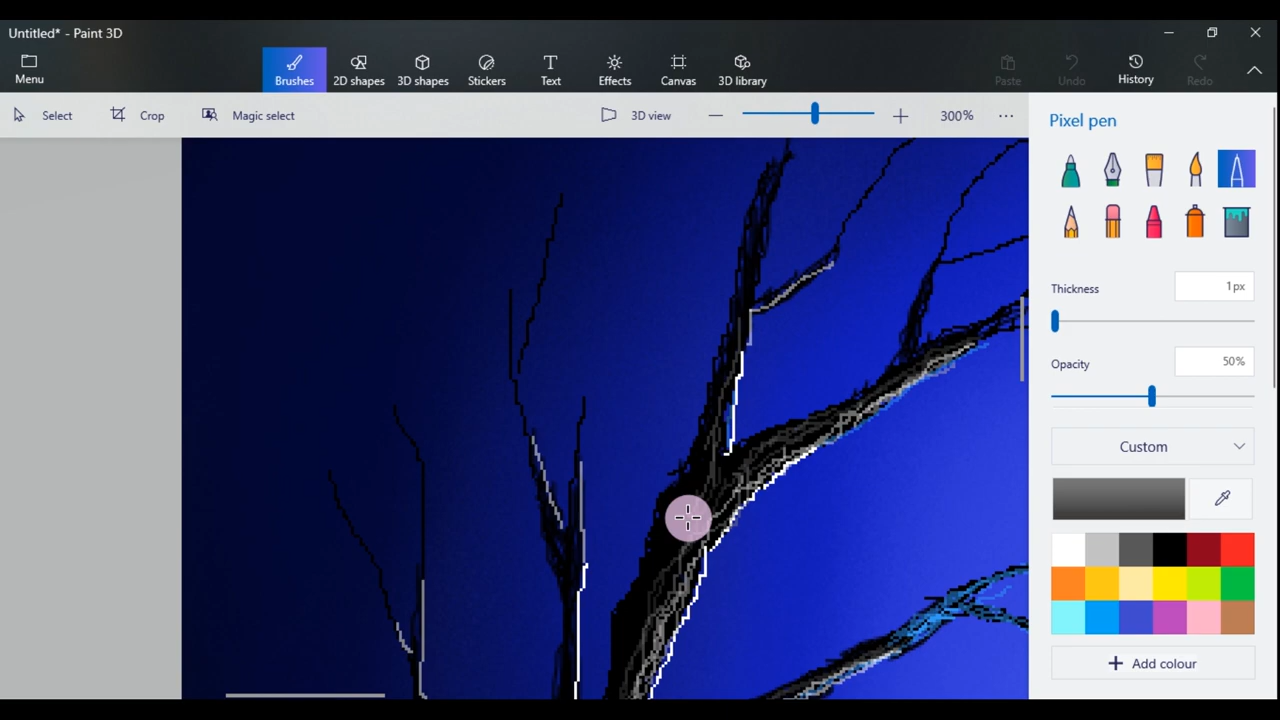 Untitled* - Paint 3D
Menu
Brushes
2D shapes
3D shapes
Stickers
Text
Effects
Canvas
3D library
Paste
Undo
History
Redo
Select
Crop
Magic select
3D view
300%
Pixel pen
Thickness
1px
Opacity
50%
Custom
Add colour